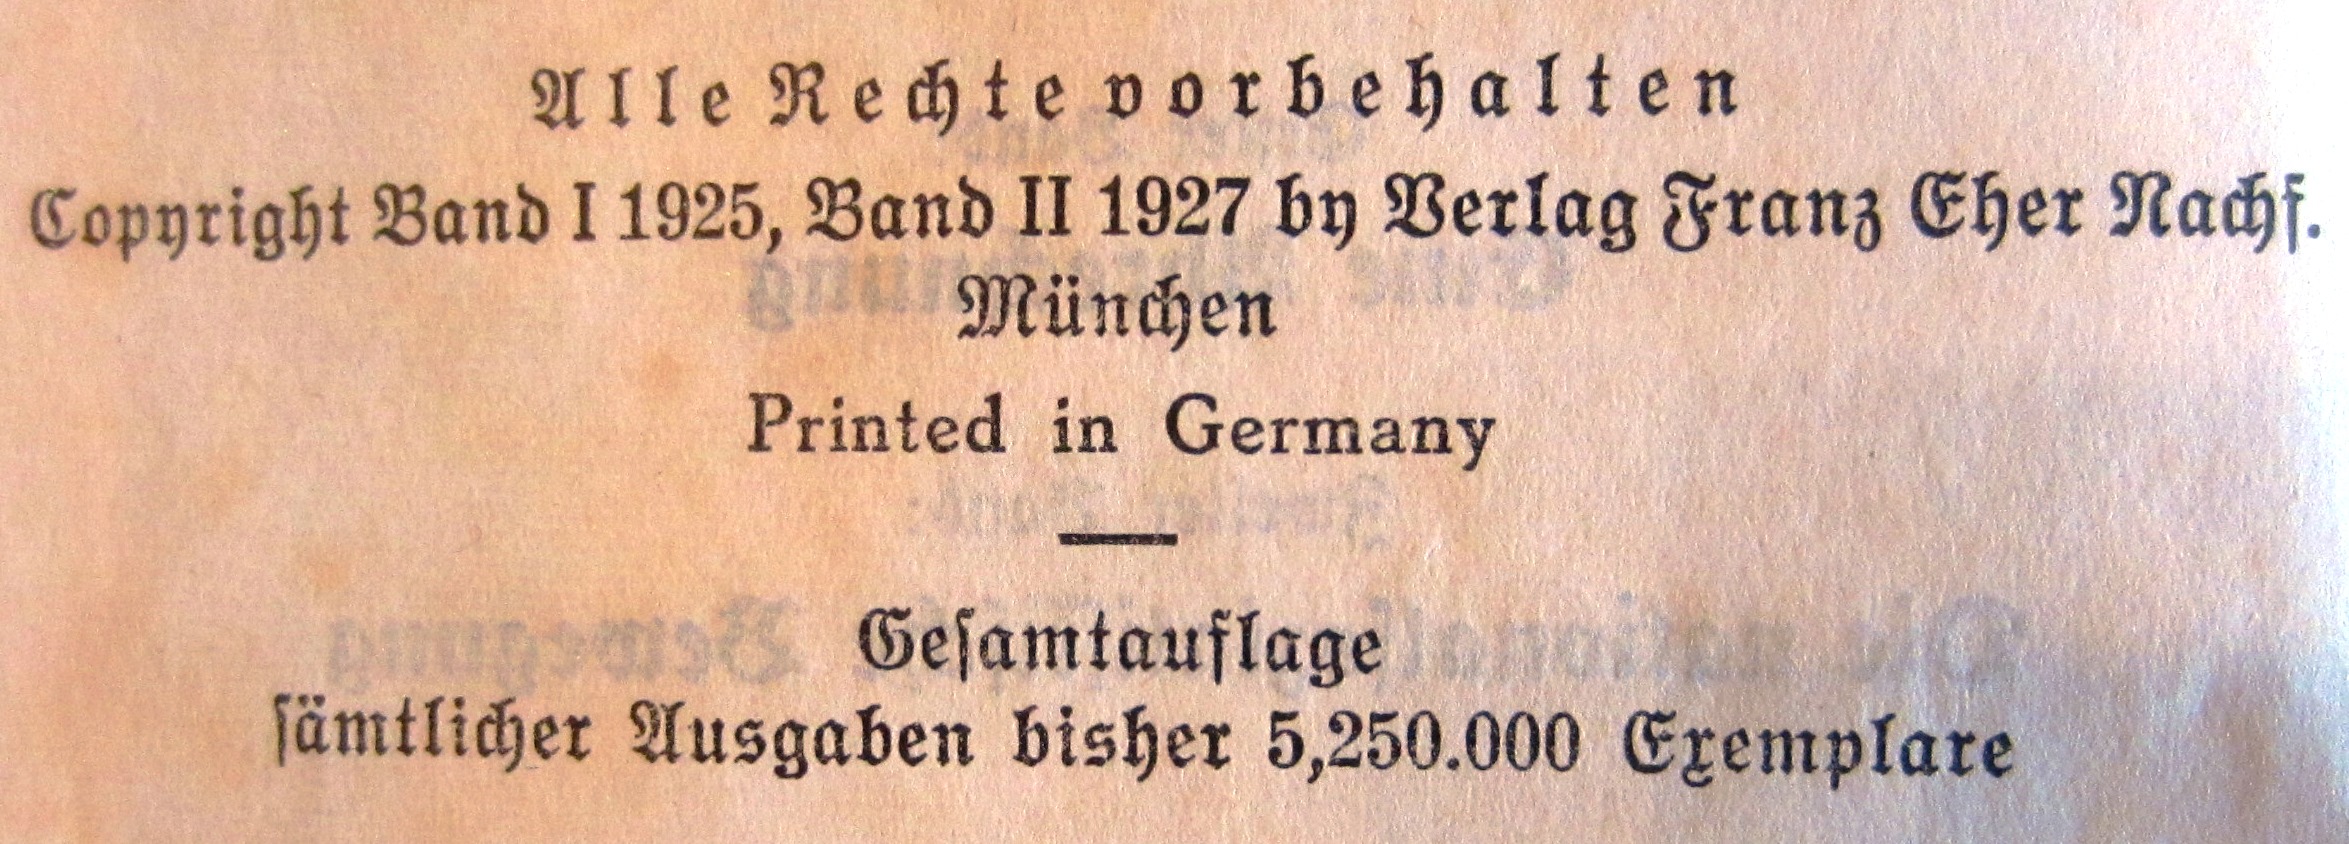 Alle Rechte vorbehalten
Copyright Band I 1925, Band II 1927 by Verlag Franz Eher Nachf.
München
Printed in Germany
Geſamtauflage
ſämtlicher Ausgaben bisher 5,250.000 Exemplare